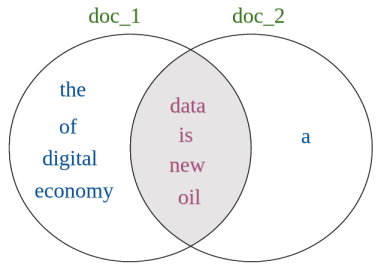 doc_1 doc_2
the
of
digital
economy
data
is
new
oil
a